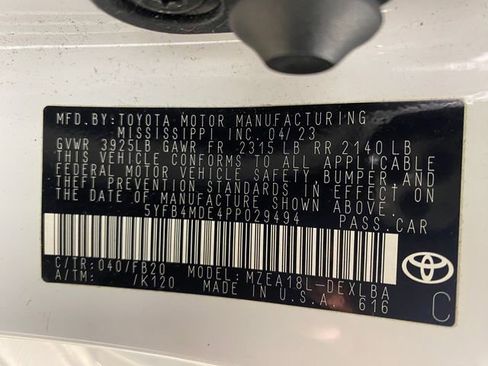 MFD.BY:TOYOTA MOTOR MANUFACTURING
MISSISSIPPI INC. 04/23
GVWR 3925LB GAWR FR 2315 LB RR 2140 LB
THIS VEHICLE CONFORMS TO ALL APPLICABLE
FEDERAL MOTOR VEHICLE SAFETY, BUMPER, AND
THEFT PREVENTION STANDARDS IN EFFECT ON
THE DATE OF MANUFACTURE SHOWN ABOVE.
5YFB4MDE4PP029494 PASS.CAR
C/TR:040/FB20 MODEL:MZEA18L-DEXLBA
A/TM: /K120 MADE IN U.S.A. 616
C